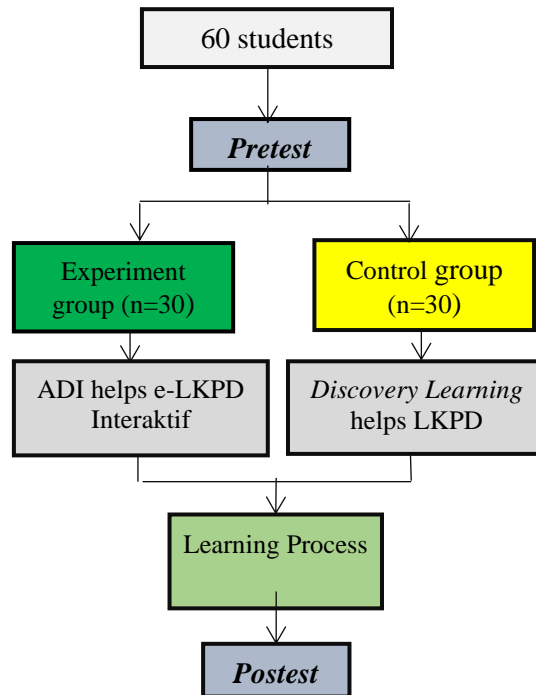 60 students
Pretest
Experiment
group (n=30)
Control group
(n=30)
ADI helps e-LKPD
Interaktif
Discovery Learning
helps LKPD
Learning Process
Postest